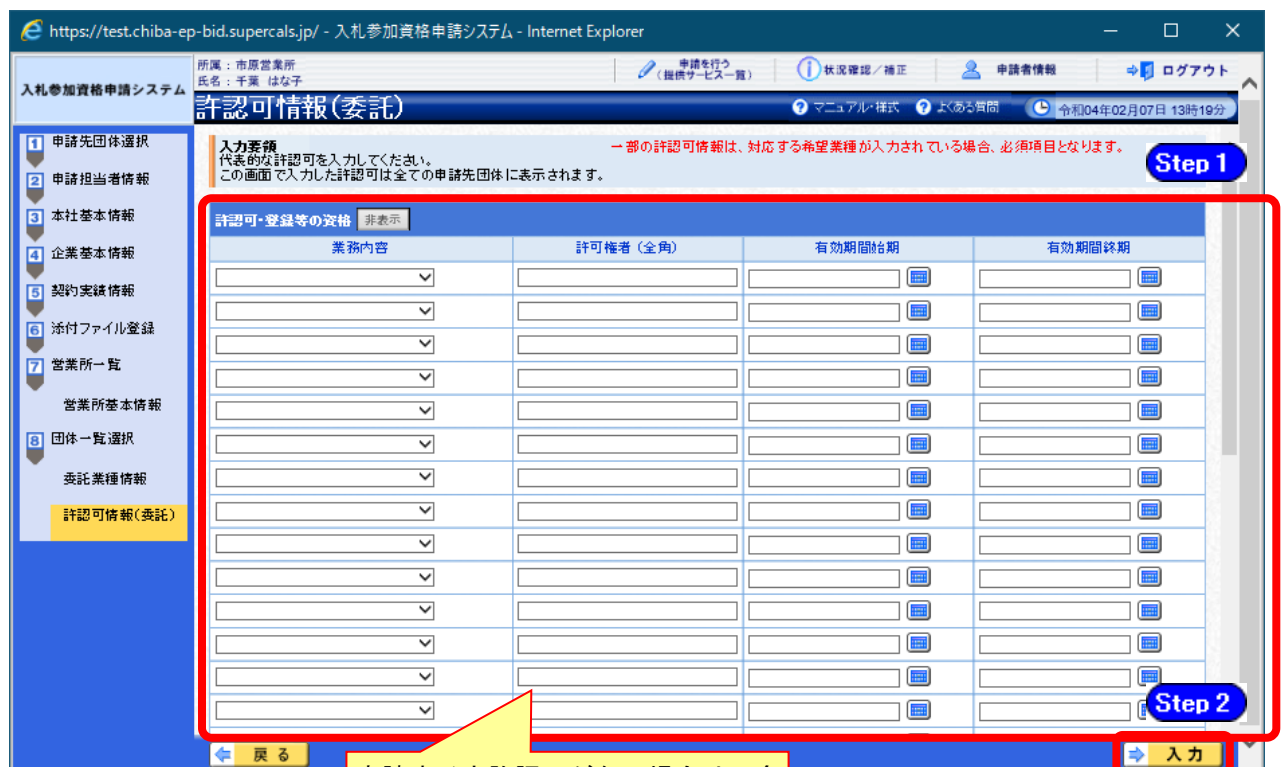 https://test.chiba-ep-bid.supercals.jp/ - 入札参加資格申請システム - Internet Explorer
入札参加資格申請システム
所属：市原営業所
氏名：千葉 はな子
申請を行う
（提供サービス一覧）
状況確認／補正
申請者情報
ログアウト
許認可情報（委託）
マニュアル・様式
よくある質問
令和04年02月07日 13時19分
1 申請先団体選択
2 申請担当者情報
3 本社基本情報
4 企業基本情報
5 契約実績情報
6 添付ファイル登録
7 営業所一覧
営業所基本情報
8 団体一覧選択
委託業種情報
許認可情報(委託)
入力要領
代表的な許認可を入力してください。
この画面で入力した許認可は全ての申請先団体に表示されます。
一部の許認可情報は、対応する希望業種が入力されている場合、必須項目となります。
Step 1
許認可・登録等の資格 非表示
業務内容 許可権者（全角） 有効期間始期 有効期間終期
Step 2
戻る
入力